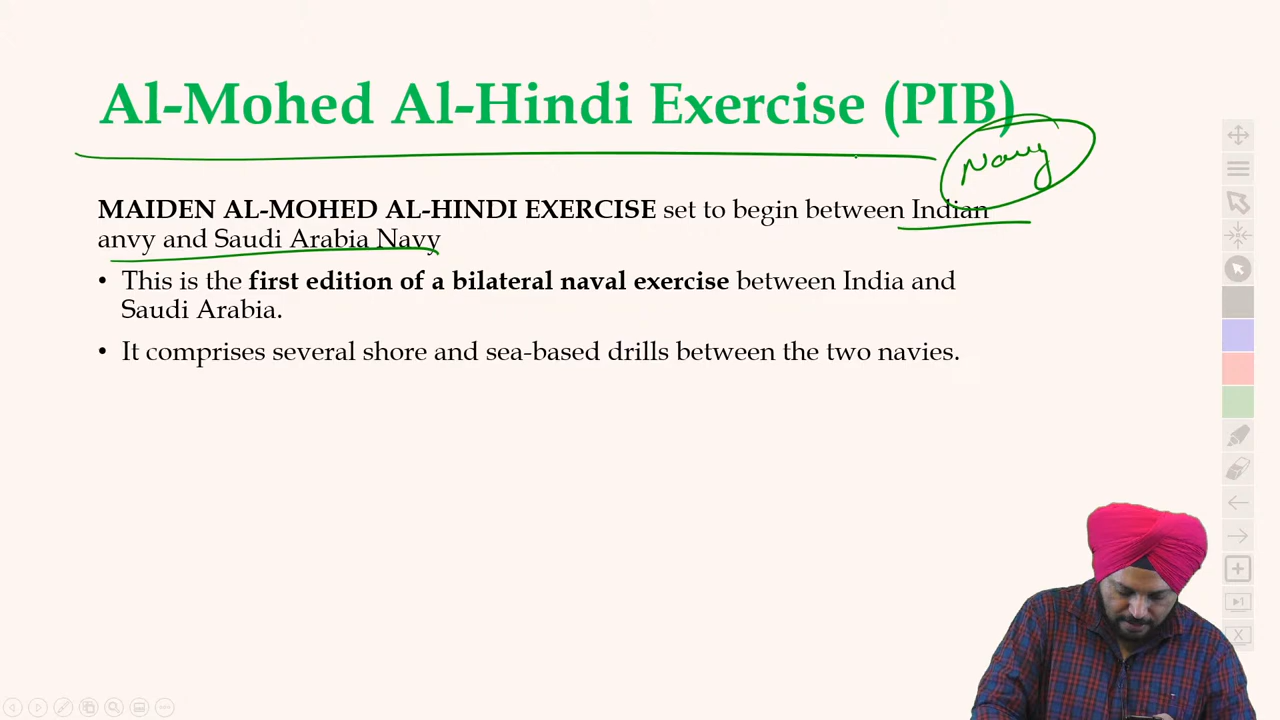 Al-Mohed Al-Hindi Exercise (PIB)
Navy
MAIDEN AL-MOHED AL-HINDI EXERCISE set to begin between Indian
anvy and Saudi Arabia Navy
• This is the first edition of a bilateral naval exercise between India and
Saudi Arabia.
• It comprises several shore and sea-based drills between the two navies.